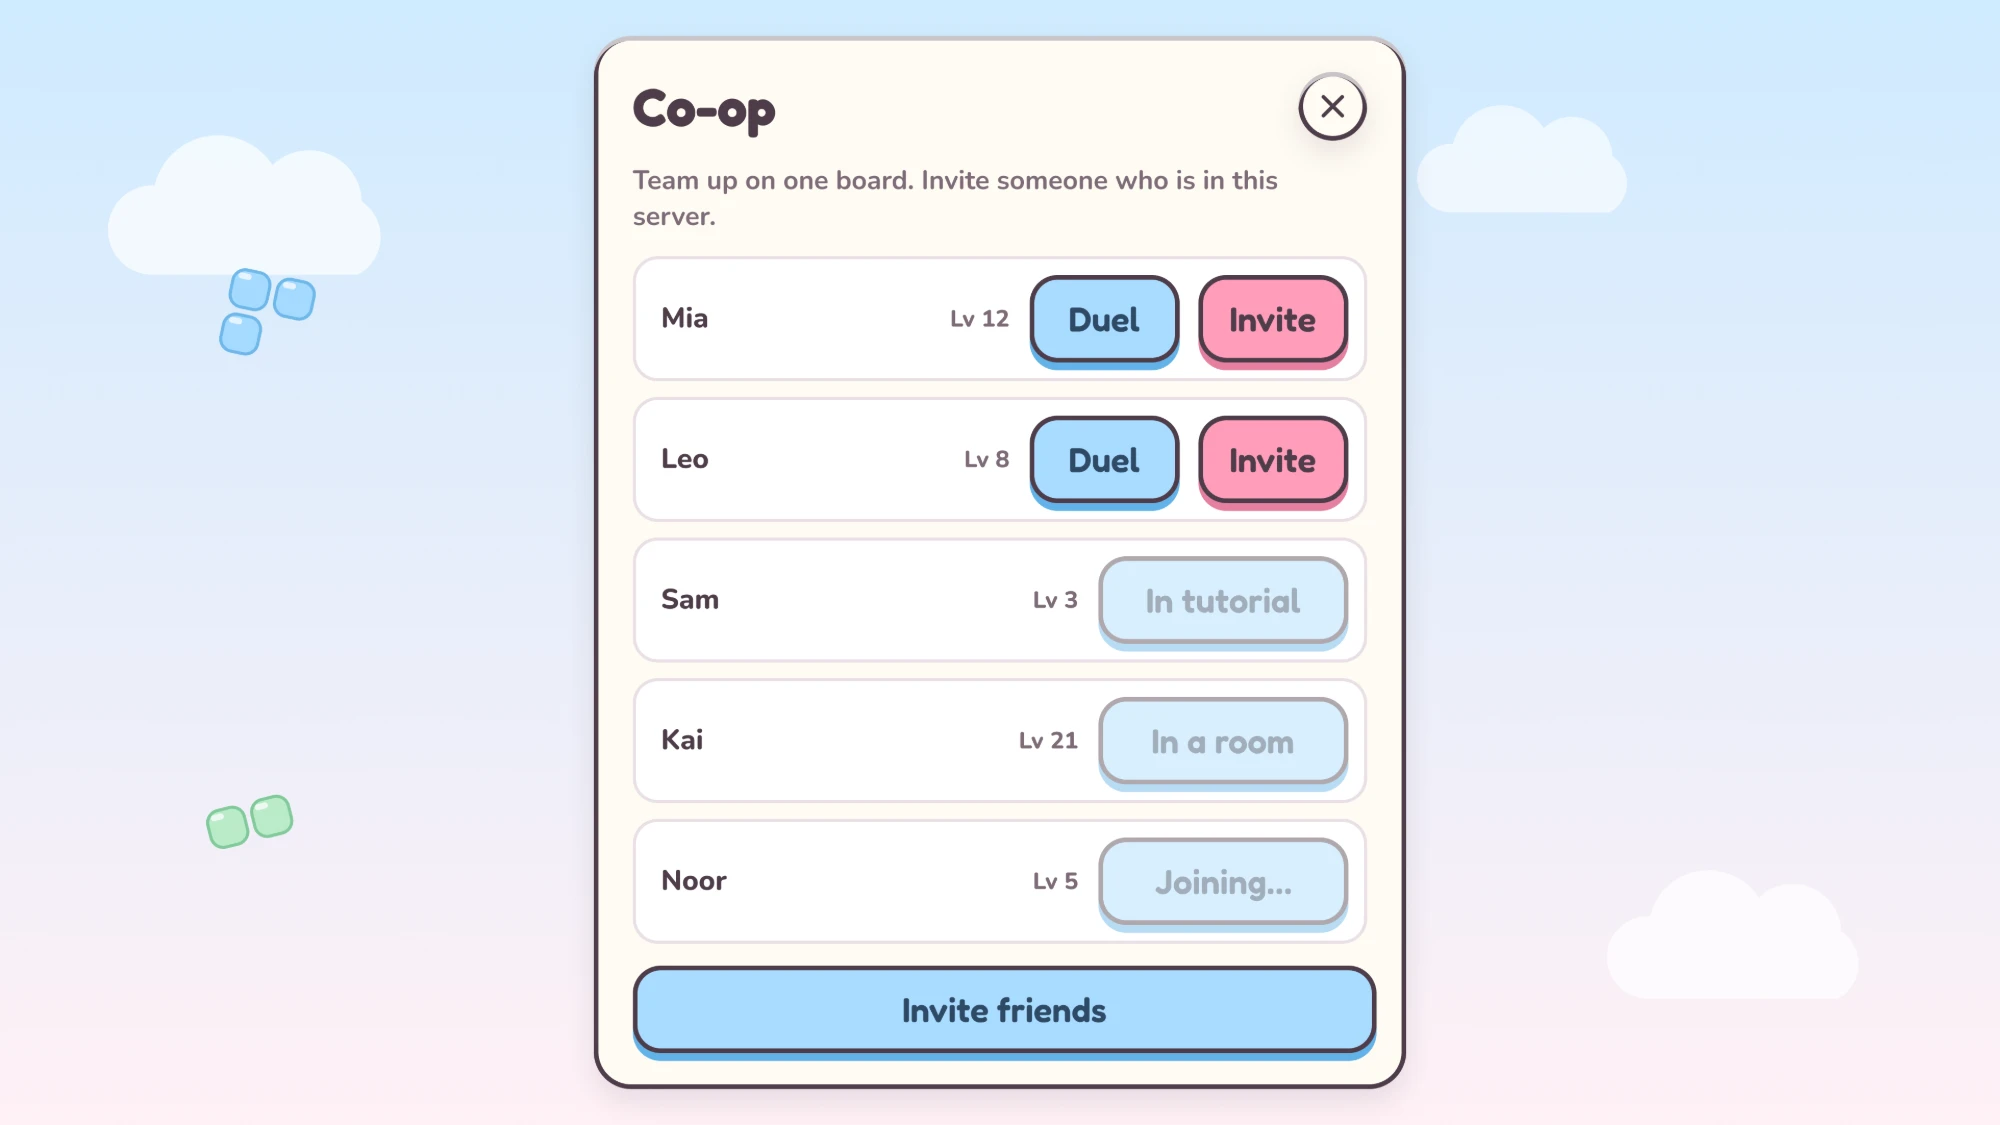 Co-op
Team up on one board. Invite someone who is in this
server.
Mia Lv 12 Duel Invite
Leo Lv 8 Duel Invite
Sam Lv 3 In tutorial
Kai Lv 21 In a room
Noor Lv 5 Joining...
Invite friends